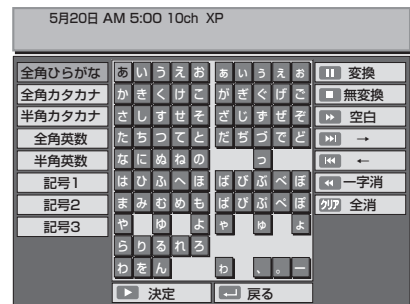 5月20日 AM 5:00 10ch XP
全角ひらがな あ い う え お ぁ ぃ ぅ ぇ ぉ 変換
全角カタカナ か き く け こ が ぎ ぐ げ ご 無変換
半角カタカナ さ し す せ そ ざ じ ず ぜ ぞ 空白
全角英数 た ち つ て と だ ぢ づ で ど →
半角英数 な に ぬ ね の っ ←
記号1 は ひ ふ へ ほ ば び ぶ べ ぼ 一字消
記号2 ま み む め も ぱ ぴ ぷ ぺ ぽ クリア 全消
記号3 や ゆ よ ゃ ゅ ょ
ら り る れ ろ
わ を ん ゎ 、 。 ー
決定 戻る